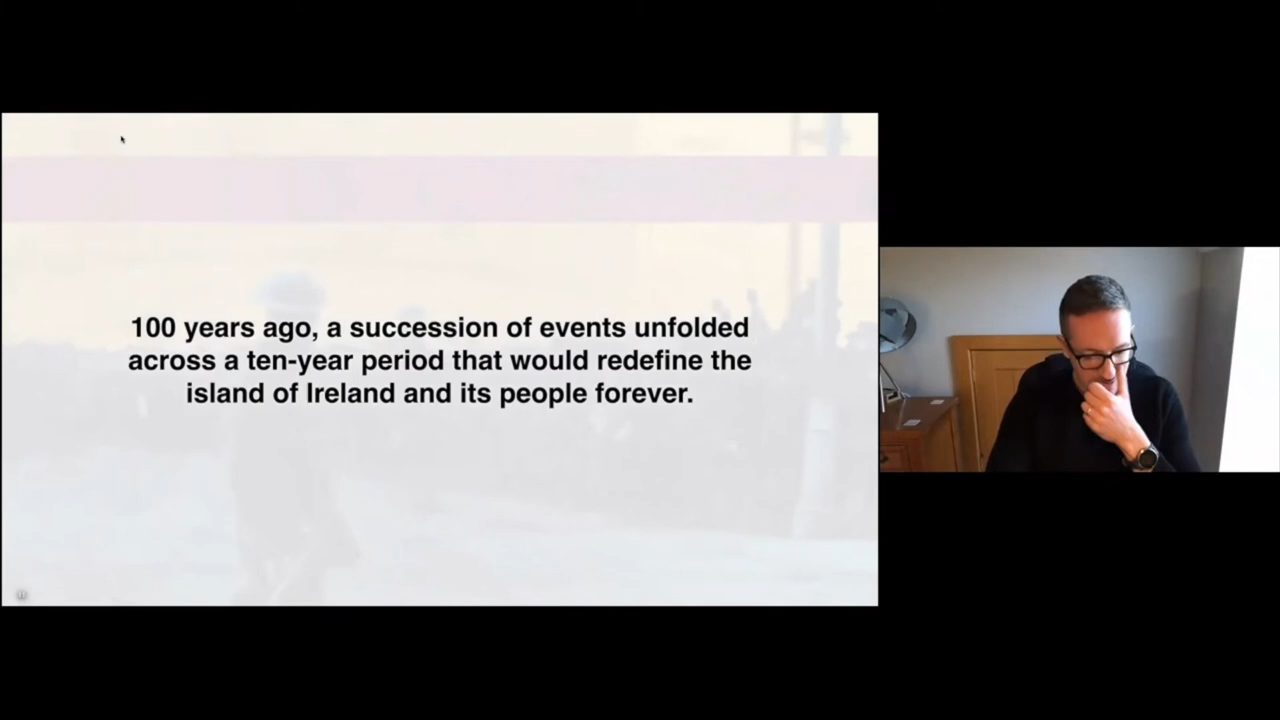 100 years ago, a succession of events unfolded
across a ten-year period that would redefine the
island of Ireland and its people forever.